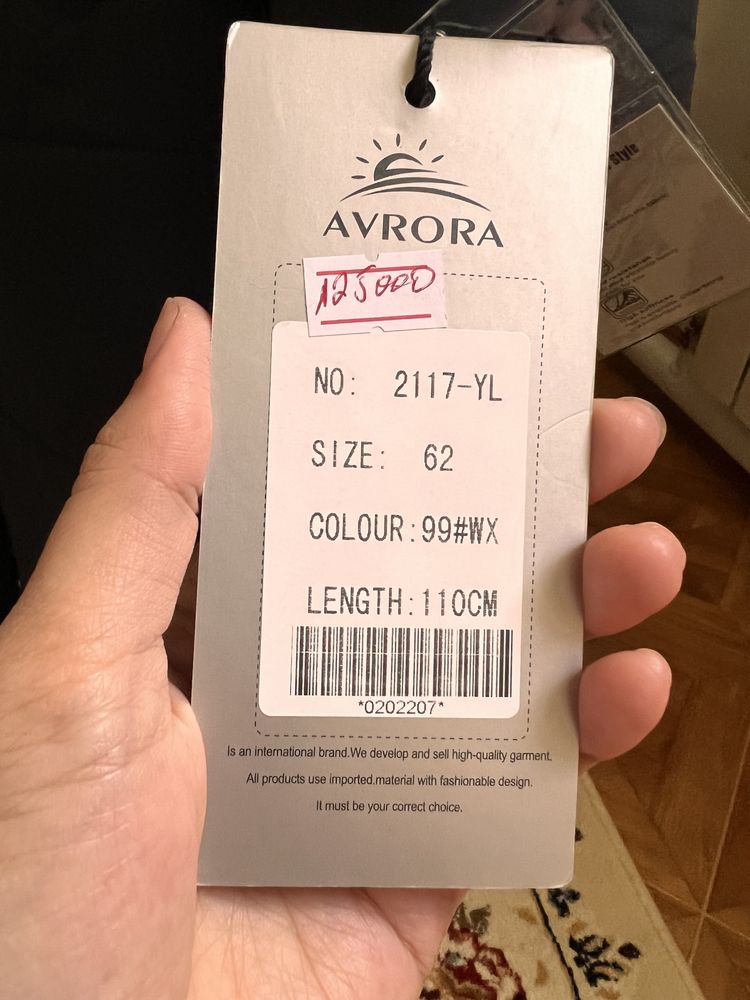 AVRORA
125000
NO: 2117-YL
SIZE: 62
COLOUR:99#WX
LENGTH:110CM
*0202207*
Is an international brand.We develop and sell high-quality garment.
All products use imported.material with fashionable design.
It must be your correct choice.
Style